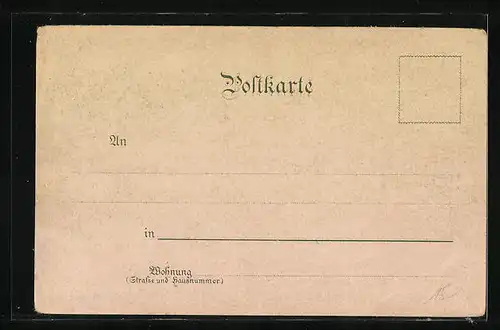 Postkarte
An
in
Wohnung
(Straße und Hausnummer)